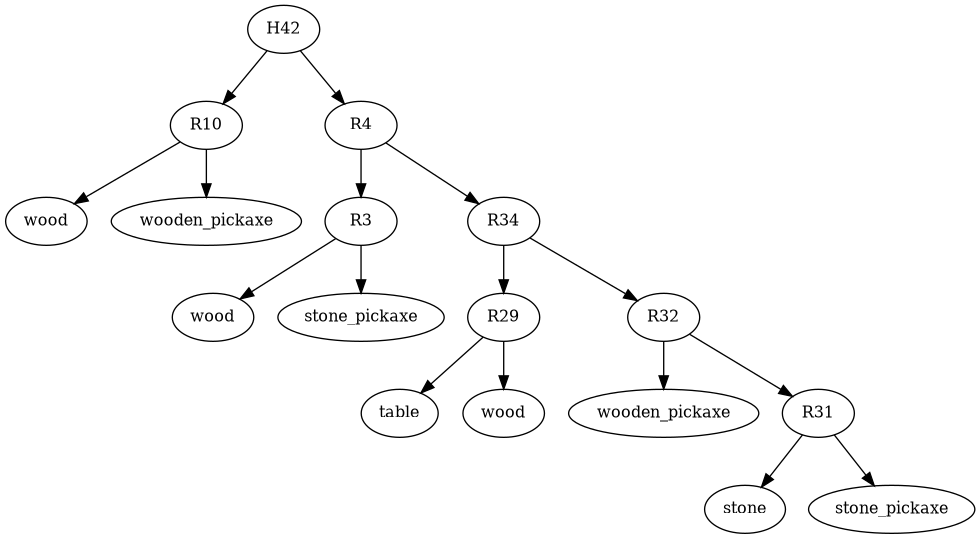 H42
R10
R4
wood
wooden_pickaxe
R3
R34
wood
stone_pickaxe
R29
R32
table
wood
wooden_pickaxe
R31
stone
stone_pickaxe